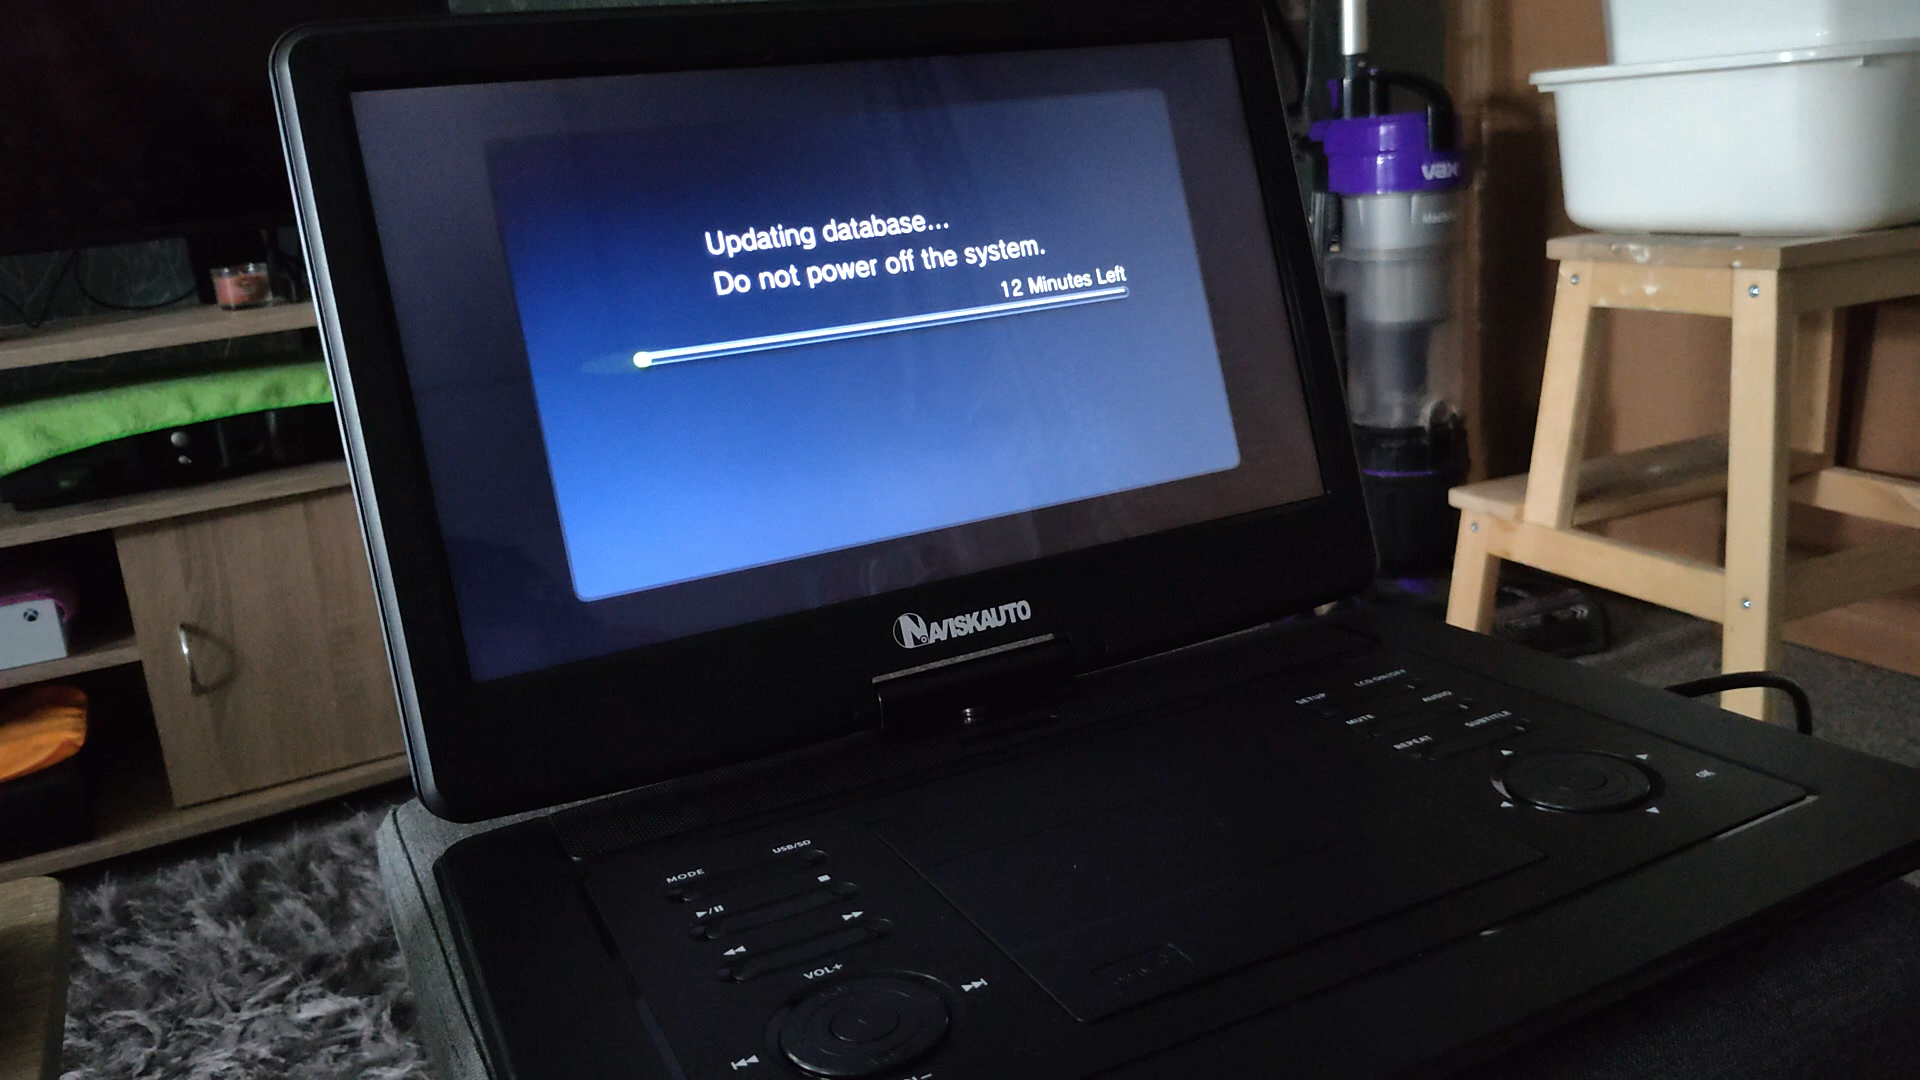 Updating database...
Do not power off the system.
12 Minutes Left
NAVISKAUTO
vax
SETUP
LCD ON/OFF
MUTE
AUDIO
REPEAT
SUBTITLE
OK
MODE
USB/SD
VOL+